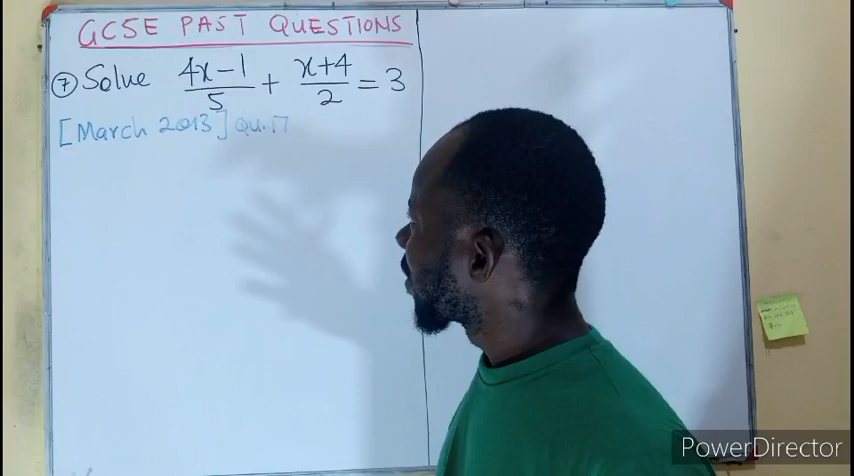 GCSE PAST QUESTIONS
⑦ Solve (4x-1)/5 + (x+4)/2 = 3
[March 2013] Qu.17
PowerDirector